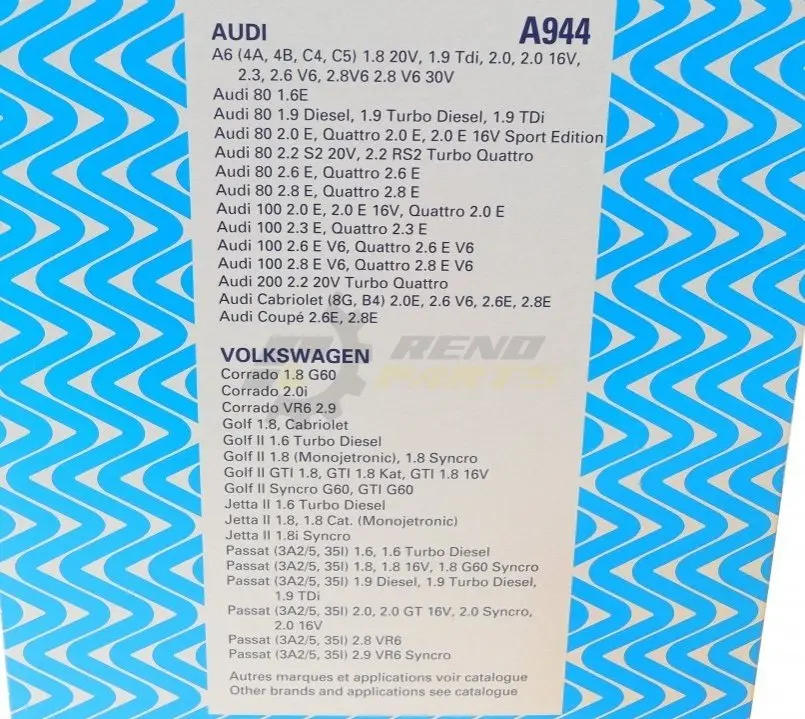 AUDI A944
A6 (4A, 4B, C4, C5) 1.8 20V, 1.9 Tdi, 2.0, 2.0 16V,
2.3, 2.6 V6, 2.8V6 2.8 V6 30V
Audi 80 1.6E
Audi 80 1.9 Diesel, 1.9 Turbo Diesel, 1.9 TDi
Audi 80 2.0 E, Quattro 2.0 E, 2.0 E 16V Sport Edition
Audi 80 2.2 S2 20V, 2.2 RS2 Turbo Quattro
Audi 80 2.6 E, Quattro 2.6 E
Audi 80 2.8 E, Quattro 2.8 E
Audi 100 2.0 E, 2.0 E 16V, Quattro 2.0 E
Audi 100 2.3 E, Quattro 2.3 E
Audi 100 2.6 E V6, Quattro 2.6 E V6
Audi 100 2.8 E V6, Quattro 2.8 E V6
Audi 200 2.2 20V Turbo Quattro
Audi Cabriolet (8G, B4) 2.0E, 2.6 V6, 2.6E, 2.8E
Audi Coupé 2.6E, 2.8E
RENO
PARTS
VOLKSWAGEN
Corrado 1.8 G60
Corrado 2.0i
Corrado VR6 2.9
Golf 1.8, Cabriolet
Golf II 1.6 Turbo Diesel
Golf II 1.8 (Monojetronic), 1.8 Syncro
Golf II GTI 1.8, GTI 1.8 Kat, GTI 1.8 16V
Golf II Syncro G60, GTI G60
Jetta II 1.6 Turbo Diesel
Jetta II 1.8, 1.8 Cat. (Monojetronic)
Jetta II 1.8i Syncro
Passat (3A2/5, 35I) 1.6, 1.6 Turbo Diesel
Passat (3A2/5, 35I) 1.8, 1.8 16V, 1.8 G60 Syncro
Passat (3A2/5, 35I) 1.9 Diesel, 1.9 Turbo Diesel,
1.9 TDi
Passat (3A2/5, 35I) 2.0, 2.0 GT 16V, 2.0 Syncro,
2.0 16V
Passat (3A2/5, 35I) 2.8 VR6
Passat (3A2/5, 35I) 2.9 VR6 Syncro
Autres marques et applications voir catalogue
Other brands and applications see catalogue